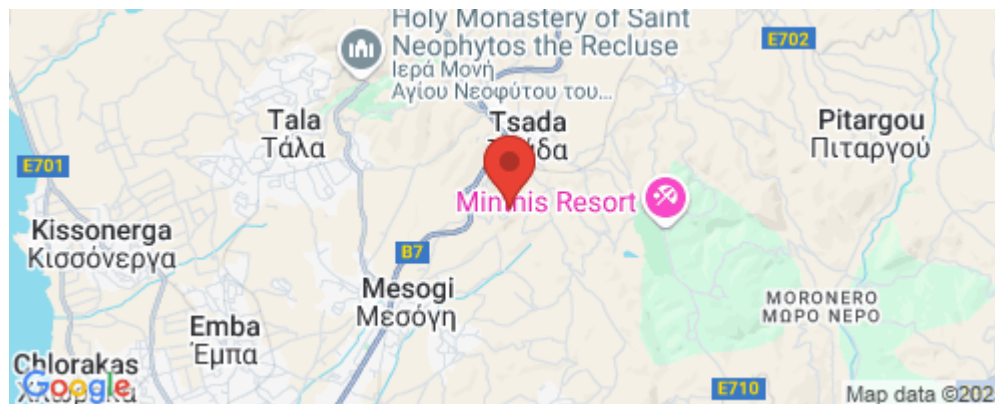 Holy Monastery of Saint
Neophytos the Recluse
Ιερά Μονή
Αγίου Νεοφύτου του...
E702
Tala
Τάλα
Tsada
Pitargou
Πιταργού
E701
Resort
Kissonerga
Κισσόνεργα
B7
Mesogi
Μεσόγη
MORONERO
ΜΩΡΟ ΝΕΡΟ
Emba
Έμπα
Chlorakas
Google
E710
Map data ©202